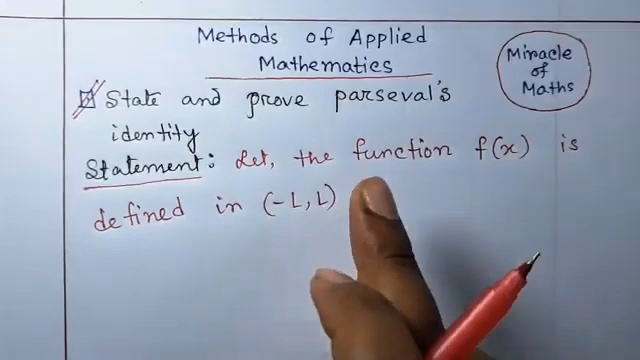 Methods of Applied
Mathematics
Miracle
of
Maths
State and prove parseval's
identity
Statement: Let, the function f(x) is
defined in (-L, L)